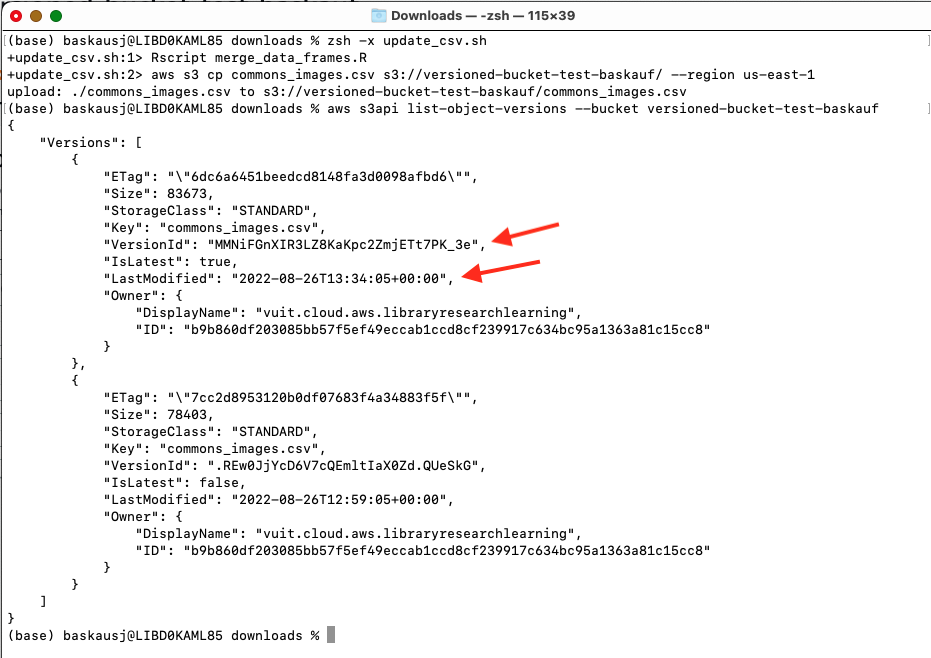 Downloads — -zsh — 115×39
(base) baskausj@LIBD0KAML85 downloads % zsh -x update_csv.sh
+update_csv.sh:1> Rscript merge_data_frames.R
+update_csv.sh:2> aws s3 cp commons_images.csv s3://versioned-bucket-test-baskauf/ --region us-east-1
upload: ./commons_images.csv to s3://versioned-bucket-test-baskauf/commons_images.csv
(base) baskausj@LIBD0KAML85 downloads % aws s3api list-object-versions --bucket versioned-bucket-test-baskauf
{
    "Versions": [
        {
            "ETag": "\"6dc6a6451beedcd8148fa3d0098afbd6\"",
            "Size": 83673,
            "StorageClass": "STANDARD",
            "Key": "commons_images.csv",
            "VersionId": "MMNiFGnXIR3LZ8KaKpc2ZmjETt7PK_3e",
            "IsLatest": true,
            "LastModified": "2022-08-26T13:34:05+00:00",
            "Owner": {
                "DisplayName": "vuit.cloud.aws.libraryresearchlearning",
                "ID": "b9b860df203085bb57f5ef49eccab1ccd8cf239917c634bc95a1363a81c15cc8"
            }
        },
        {
            "ETag": "\"7cc2d8953120b0df07683f4a34883f5f\"",
            "Size": 78403,
            "StorageClass": "STANDARD",
            "Key": "commons_images.csv",
            "VersionId": ".REw0JjYcD6V7cQEmltIaX0Zd.QUeSkG",
            "IsLatest": false,
            "LastModified": "2022-08-26T12:59:05+00:00",
            "Owner": {
                "DisplayName": "vuit.cloud.aws.libraryresearchlearning",
                "ID": "b9b860df203085bb57f5ef49eccab1ccd8cf239917c634bc95a1363a81c15cc8"
            }
        }
    ]
}
(base) baskausj@LIBD0KAML85 downloads %